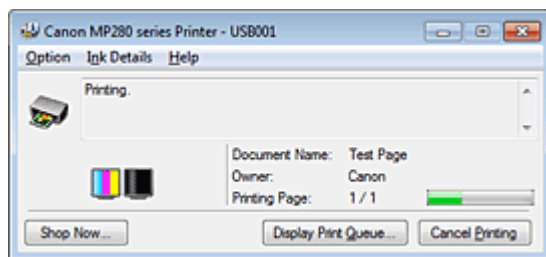 Canon MP280 series Printer - USB001
Option Ink Details Help
Printing.
Document Name: Test Page
Owner: Canon
Printing Page: 1 / 1
Shop Now... Display Print Queue... Cancel Printing